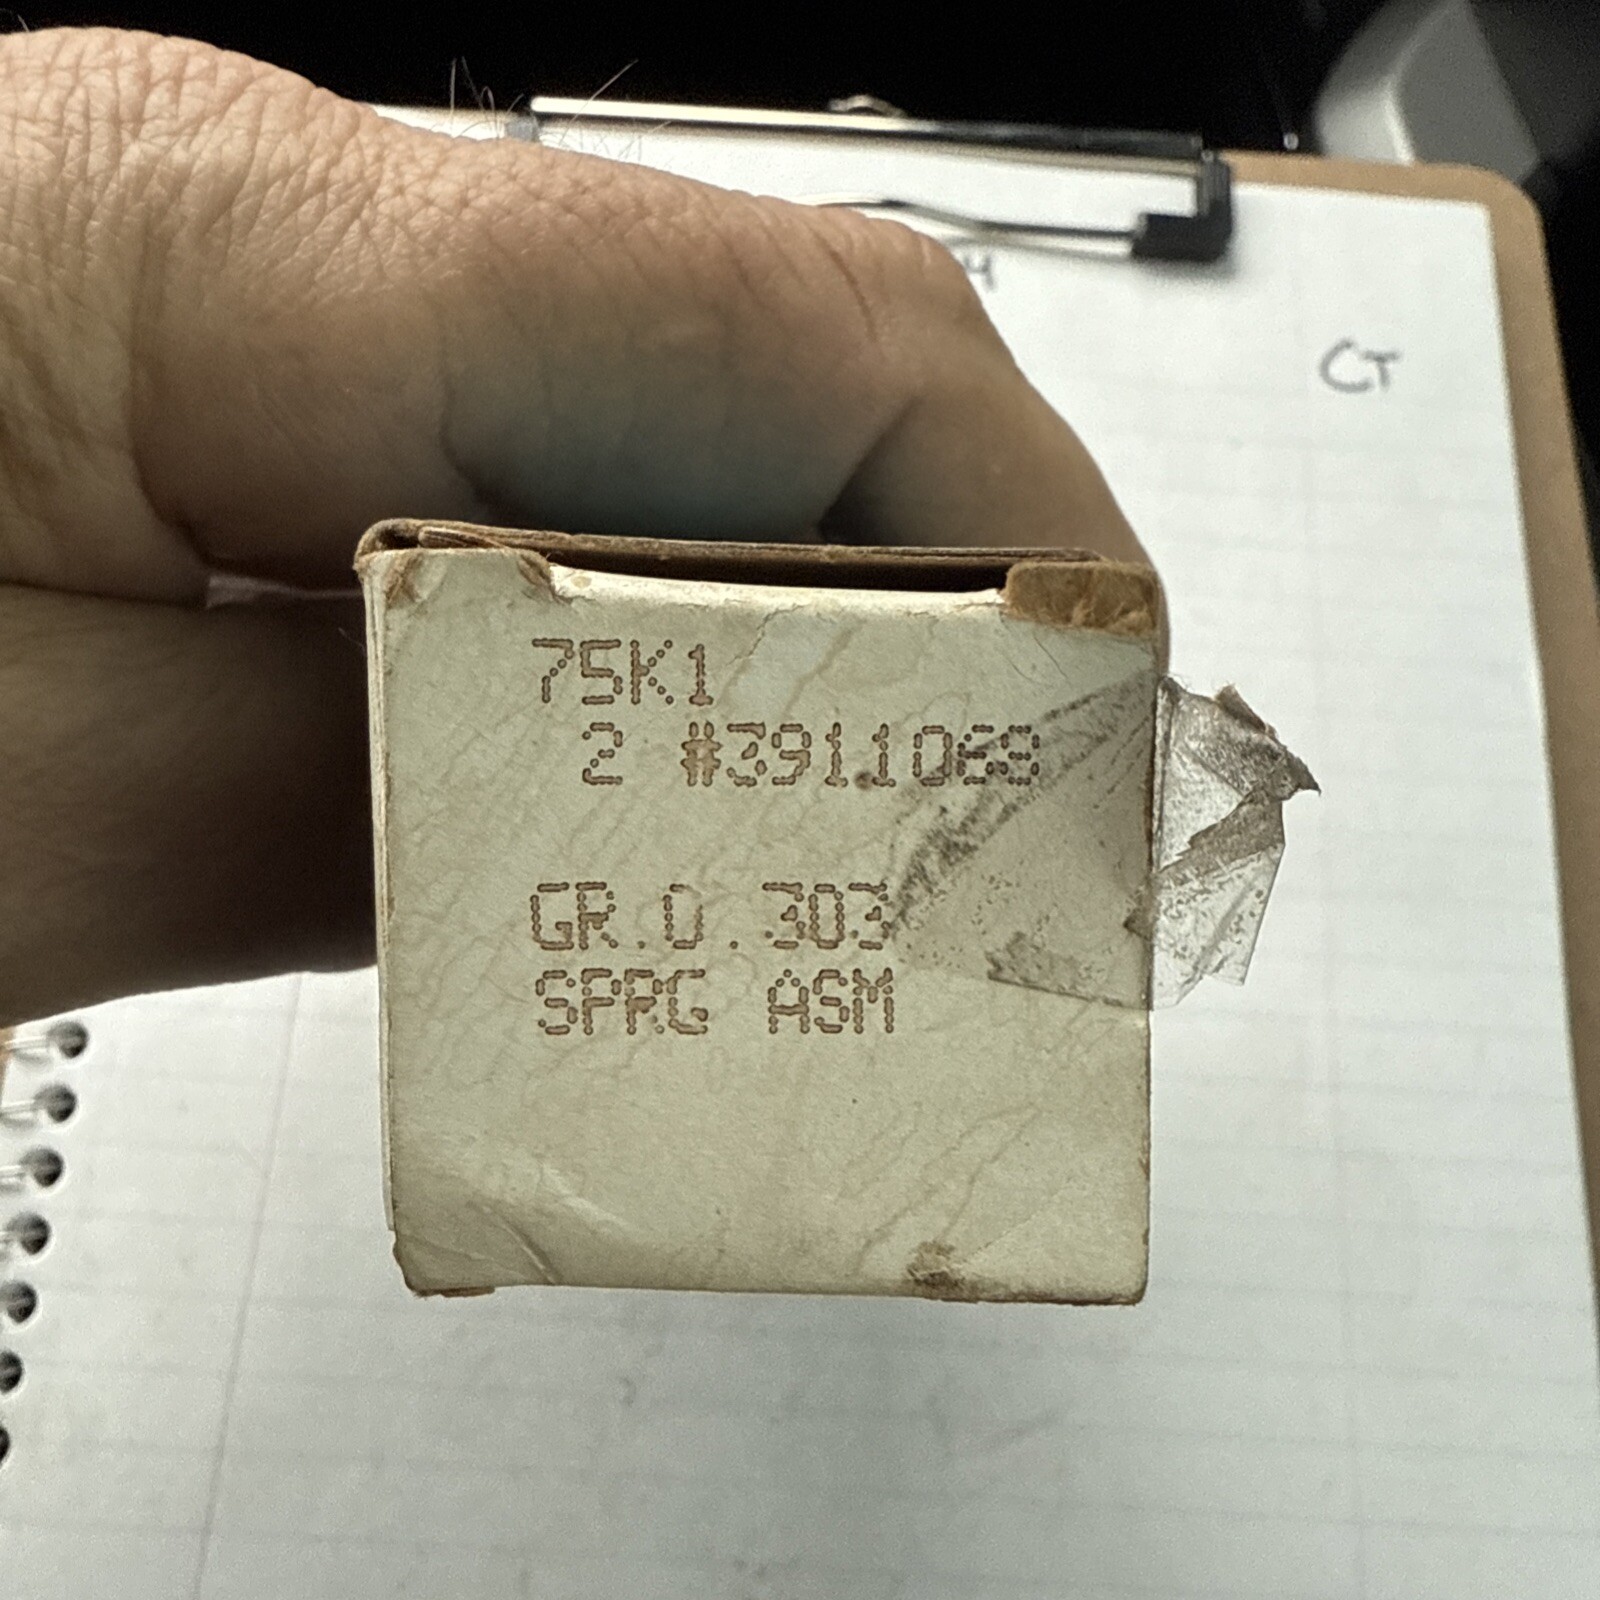 CT
75K1
2 #3911068
GR.0.303
SPRG ASM